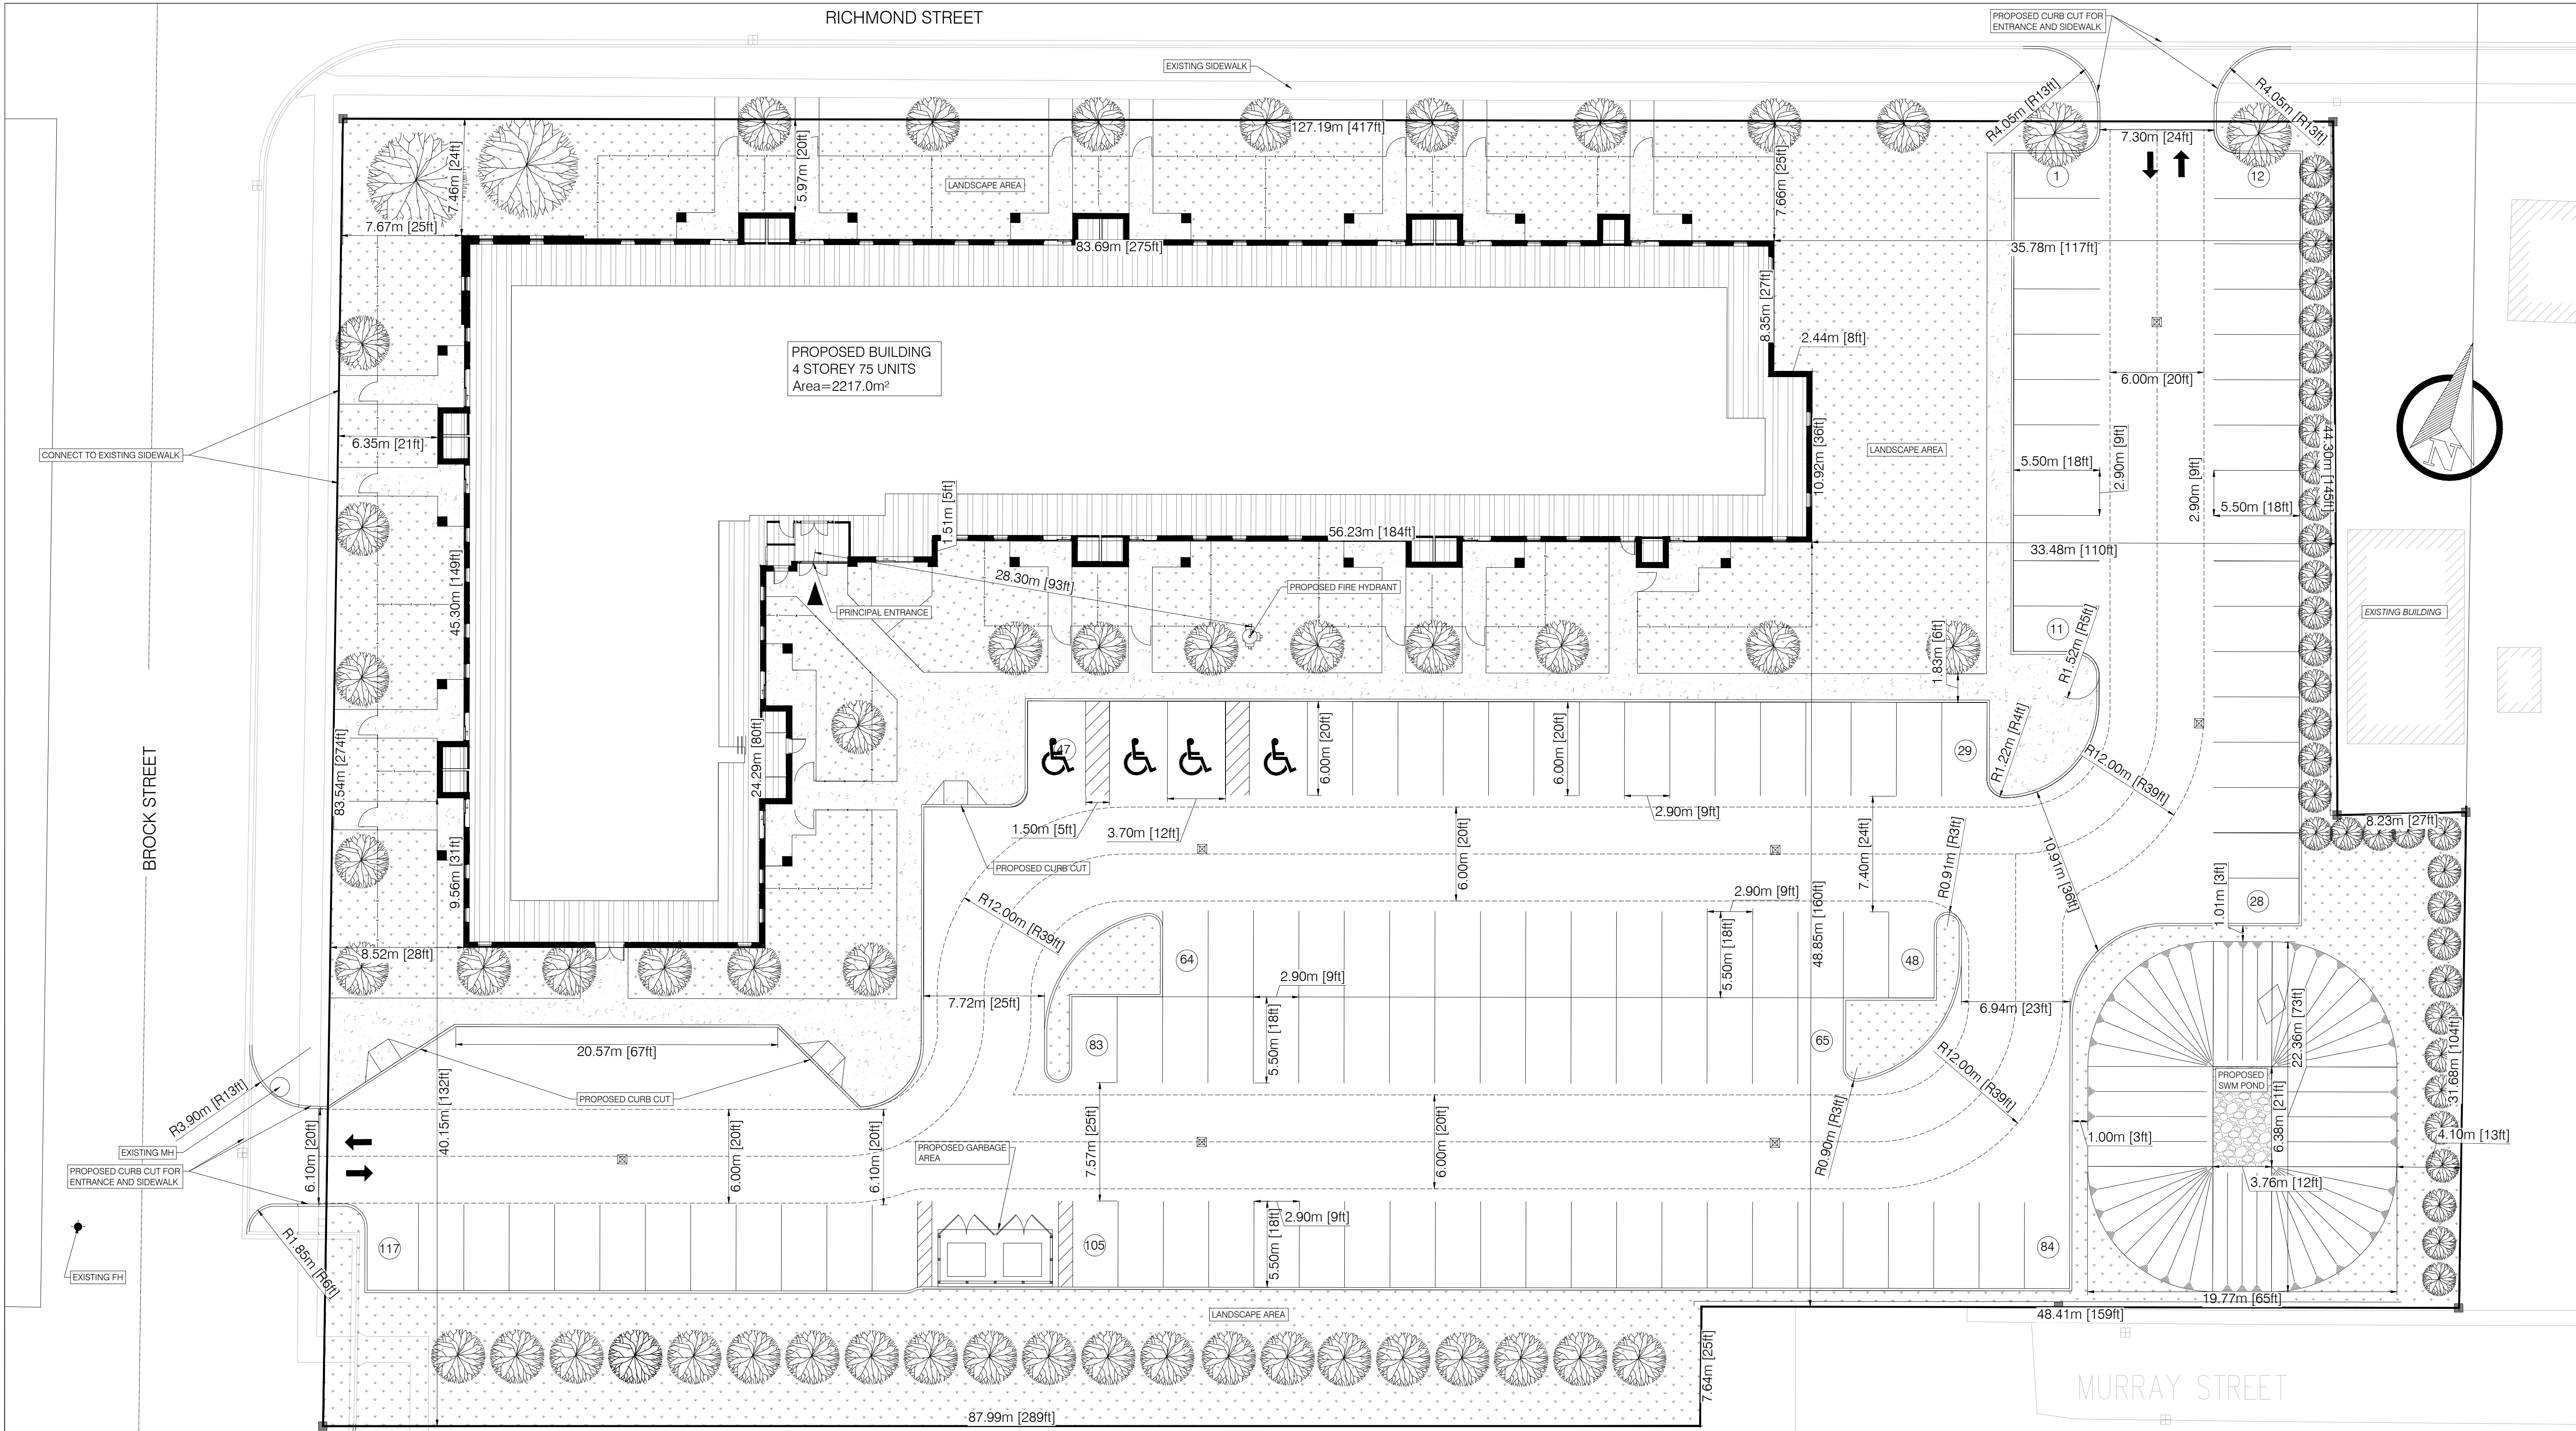 RICHMOND STREET
PROPOSED CURB CUT FOR
ENTRANCE AND SIDEWALK
EXISTING SIDEWALK
R4.05m [R13ft]
R4.05m [R13ft]
127.19m [417ft]
7.30m [24ft]
5.97m [20ft]
7.46m [24ft]
7.66m [25ft]
LANDSCAPE AREA
1
12
7.67m [25ft]
83.69m [275ft]
35.78m [117ft]
8.35m [27ft]
2.44m [8ft]
PROPOSED BUILDING
4 STOREY 75 UNITS
Area=2217.0m²
6.00m [20ft]
6.35m [21ft]
CONNECT TO EXISTING SIDEWALK
10.92m [36ft]
LANDSCAPE AREA
5.50m [18ft]
2.90m [9ft]
2.90m [9ft]
5.50m [18ft]
44.30m [145ft]
N
1.51m [5ft]
56.23m [184ft]
33.48m [110ft]
28.30m [93ft]
PROPOSED FIRE HYDRANT
PRINCIPAL ENTRANCE
EXISTING BUILDING
45.30m [149ft]
11
1.83m [6ft]
R1.52m [R5ft]
R1.22m [R4ft]
R12.00m [R39ft]
BROCK STREET
83.54m [274ft]
24.29m [80ft]
47
6.00m [20ft]
6.00m [20ft]
29
1.50m [5ft]
3.70m [12ft]
2.90m [9ft]
8.23m [27ft]
9.56m [31ft]
PROPOSED CURB CUT
6.00m [20ft]
7.40m [24ft]
R0.91m [R3ft]
10.91m [36ft]
R12.00m [R39ft]
2.90m [9ft]
48.85m [160ft]
1.01m [3ft]
28
8.52m [28ft]
64
5.50m [18ft]
48
7.72m [25ft]
2.90m [9ft]
6.94m [23ft]
22.36m [73ft]
83
5.50m [18ft]
65
20.57m [67ft]
R12.00m [R39ft]
31.68m [104ft]
PROPOSED
SWM POND
R3.90m [R13ft]
PROPOSED CURB CUT
40.15m [132ft]
6.10m [20ft]
6.00m [20ft]
6.10m [20ft]
PROPOSED GARBAGE
AREA
7.57m [25ft]
6.00m [20ft]
R0.90m [R3ft]
1.00m [3ft]
6.38m [21ft]
4.10m [13ft]
EXISTING MH
PROPOSED CURB CUT FOR
ENTRANCE AND SIDEWALK
3.76m [12ft]
2.90m [9ft]
5.50m [18ft]
R1.85m [R6ft]
117
105
84
EXISTING FH
19.77m [65ft]
LANDSCAPE AREA
48.41m [159ft]
7.64m [25ft]
MURRAY STREET
87.99m [289ft]